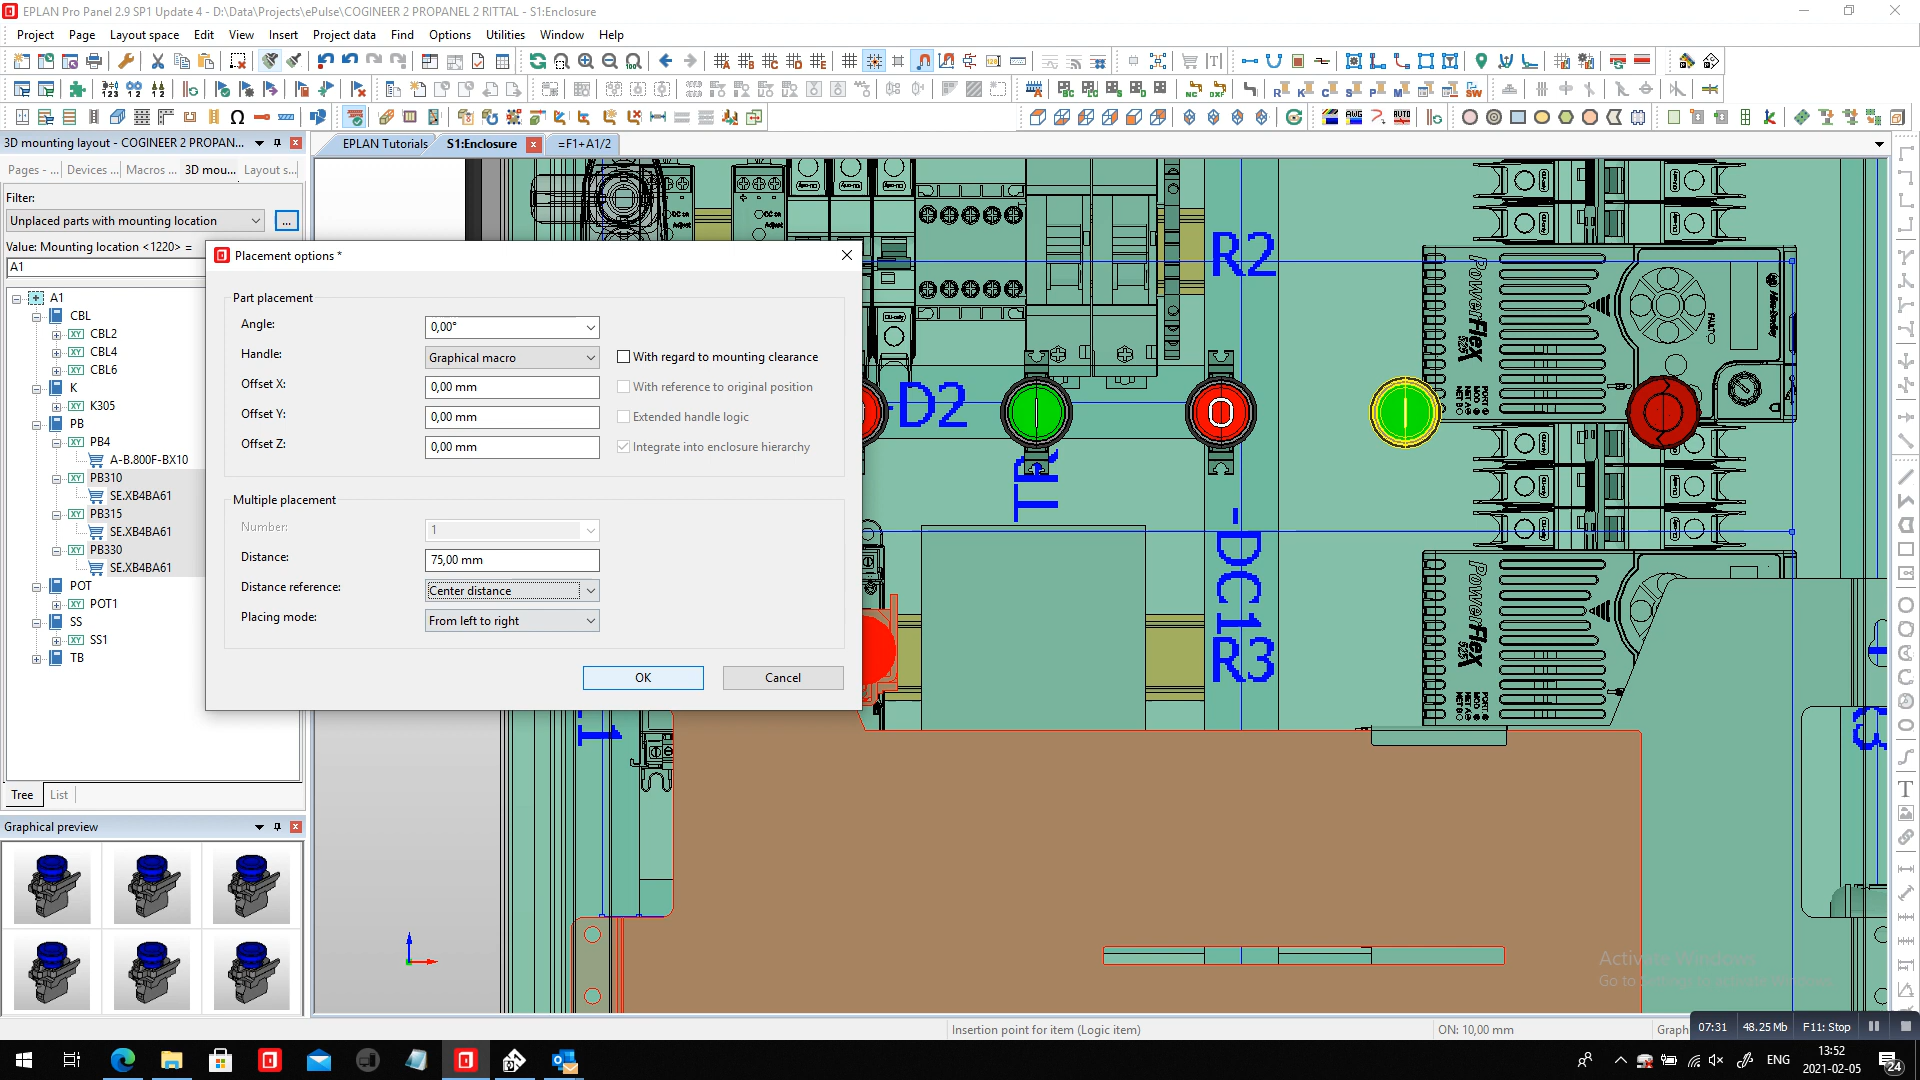 EPLAN Pro Panel 2.9 SP1 Update 4 - D:\Data\Projects\ePulse\COGINEER 2 PROPANEL 2 RITTAL - S1:Enclosure
Project Page Layout space Edit View Insert Project data Find Options Utilities Window Help
3D mounting layout - COGINEER 2 PROPAN...
EPLAN Tutorials
S1:Enclosure
=F1+A1/2
Pages - ... Devices ... Macros ... 3D mou... Layout s...
Filter:
Unplaced parts with mounting location
...
Value: Mounting location <1220> =
A1
A1
CBL
CBL2
CBL4
CBL6
K
K305
PB
PB4
A-B.800F-BX10
PB310
SE.XB4BA61
PB315
SE.XB4BA61
PB330
SE.XB4BA61
POT
POT1
SS
SS1
TB
Tree
List
Graphical preview
Placement options *
Part placement
Angle:
0,00°
Handle:
Graphical macro
With regard to mounting clearance
Offset X:
0,00 mm
With reference to original position
Offset Y:
0,00 mm
Extended handle logic
Offset Z:
0,00 mm
Integrate into enclosure hierarchy
Multiple placement
Number:
1
Distance:
75,00 mm
Distance reference:
Center distance
Placing mode:
From left to right
OK
Cancel
R2
-D2
-DC1
R3
PowerFlex
525
FAULT
PowerFlex
525
Activate Windows
Insertion point for item (Logic item)
ON: 10,00 mm
Graph
07:31
48.25 Mb
F11: Stop
ENG
13:52
2021-02-05
24